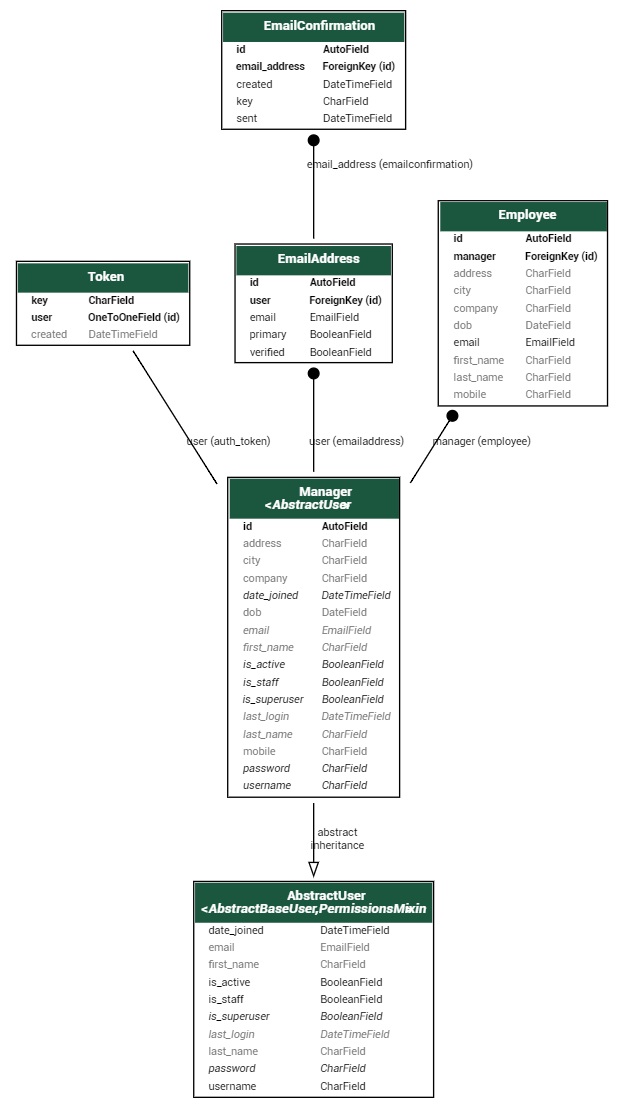 EmailConfirmation
id AutoField
email_address ForeignKey (id)
created DateTimeField
key CharField
sent DateTimeField
email_address (emailconfirmation)
Employee
id AutoField
manager ForeignKey (id)
address CharField
city CharField
company CharField
dob DateField
email EmailField
first_name CharField
last_name CharField
mobile CharField
EmailAddress
id AutoField
user ForeignKey (id)
email EmailField
primary BooleanField
verified BooleanField
Token
key CharField
user OneToOneField (id)
created DateTimeField
user (auth_token)
user (emailaddress)
manager (employee)
Manager
<AbstractUser>
id AutoField
address CharField
city CharField
company CharField
date_joined DateTimeField
dob DateField
email EmailField
first_name CharField
is_active BooleanField
is_staff BooleanField
is_superuser BooleanField
last_login DateTimeField
last_name CharField
mobile CharField
password CharField
username CharField
abstract
inheritance
AbstractUser
<AbstractBaseUser,PermissionsMixin>
date_joined DateTimeField
email EmailField
first_name CharField
is_active BooleanField
is_staff BooleanField
is_superuser BooleanField
last_login DateTimeField
last_name CharField
password CharField
username CharField